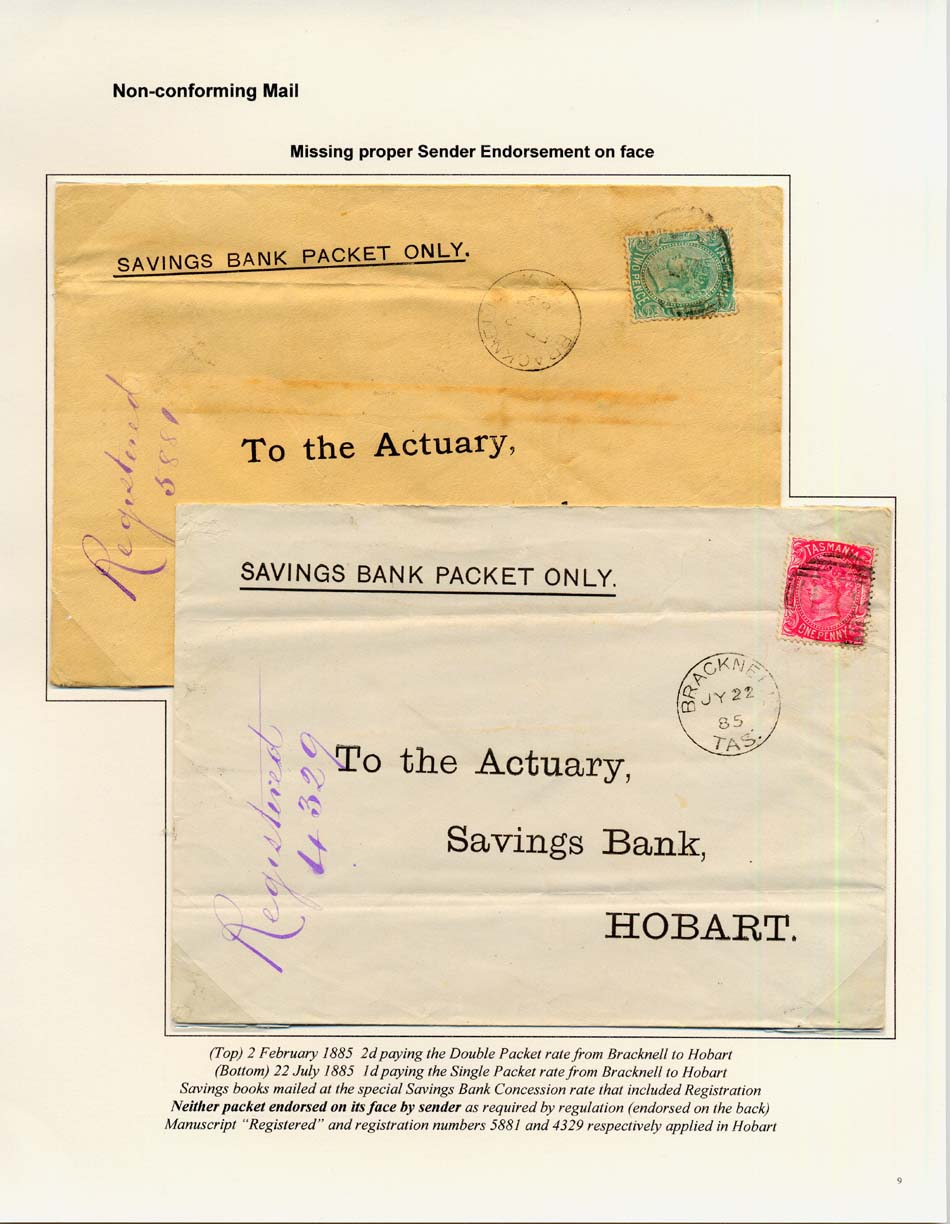 Non-conforming Mail
Missing proper Sender Endorsement on face
SAVINGS BANK PACKET ONLY.
TWO PENCE
BRACKNELL
Registered
5881
To the Actuary,
SAVINGS BANK PACKET ONLY.
TASMANIA
ONE PENNY
BRACKNELL
JY 22
85
TAS.
Registered
4329
To the Actuary,
Savings Bank,
HOBART.
(Top) 2 February 1885 2d paying the Double Packet rate from Bracknell to Hobart
(Bottom) 22 July 1885 1d paying the Single Packet rate from Bracknell to Hobart
Savings books mailed at the special Savings Bank Concession rate that included Registration
Neither packet endorsed on its face by sender as required by regulation (endorsed on the back)
Manuscript “Registered” and registration numbers 5881 and 4329 respectively applied in Hobart
9